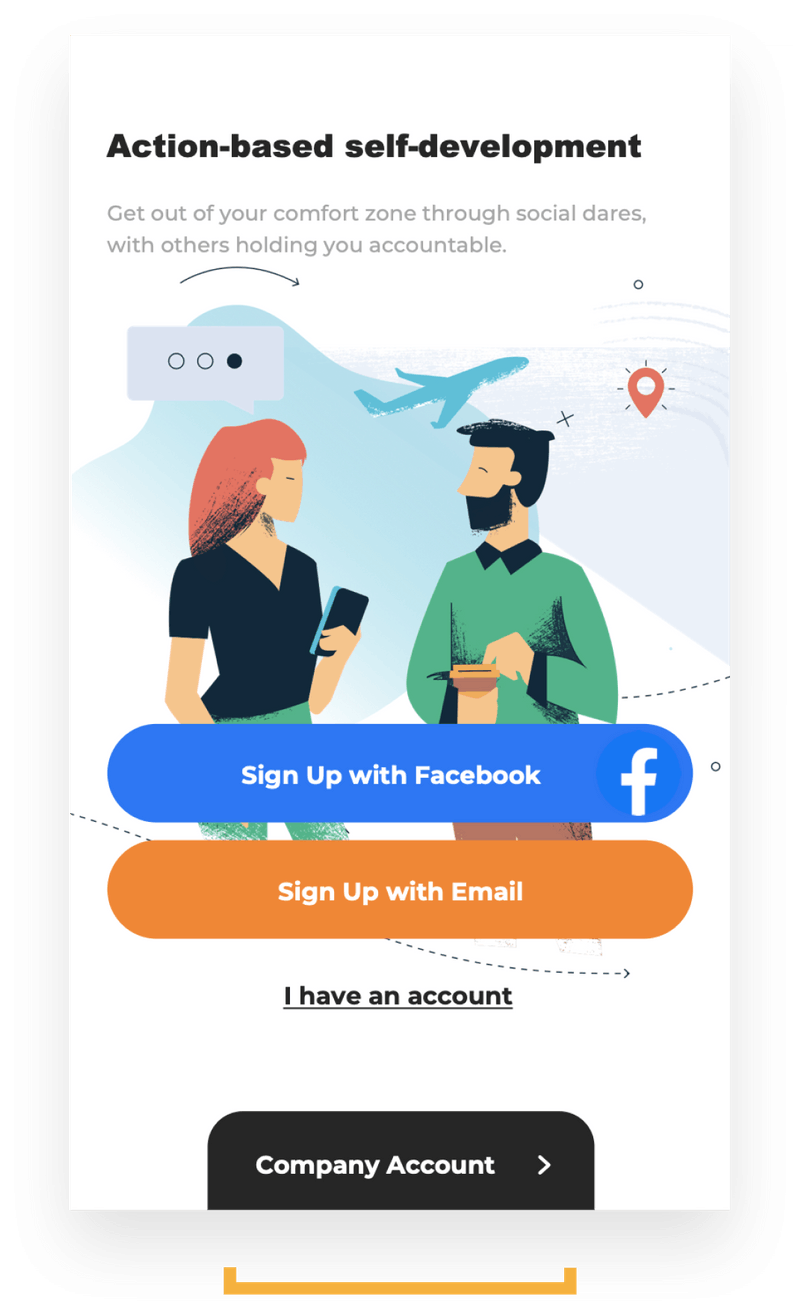 Action-based self-development
Get out of your comfort zone through social dares,
with others holding you accountable.
Sign Up with Facebook
Sign Up with Email
I have an account
Company Account